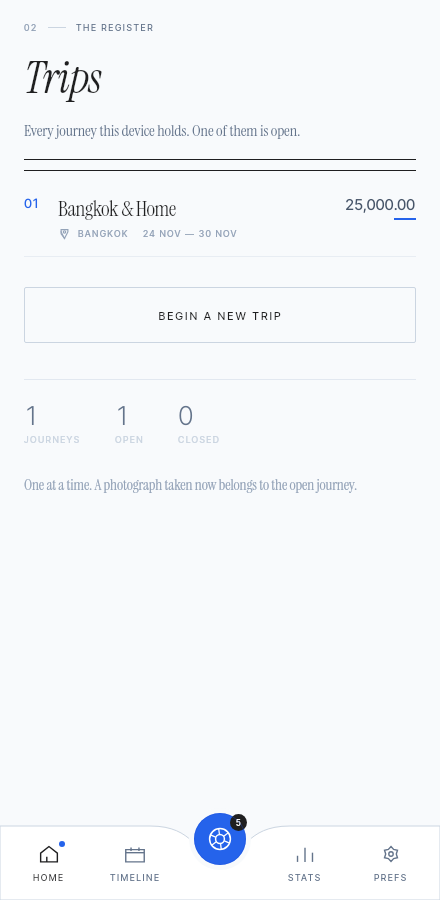 02 THE REGISTER
Trips
Every journey this device holds. One of them is open.
01 Bangkok & Home 25,000.00
BANGKOK 24 NOV — 30 NOV
BEGIN A NEW TRIP
1 1 0
JOURNEYS OPEN CLOSED
One at a time. A photograph taken now belongs to the open journey.
5
HOME TIMELINE STATS PREFS